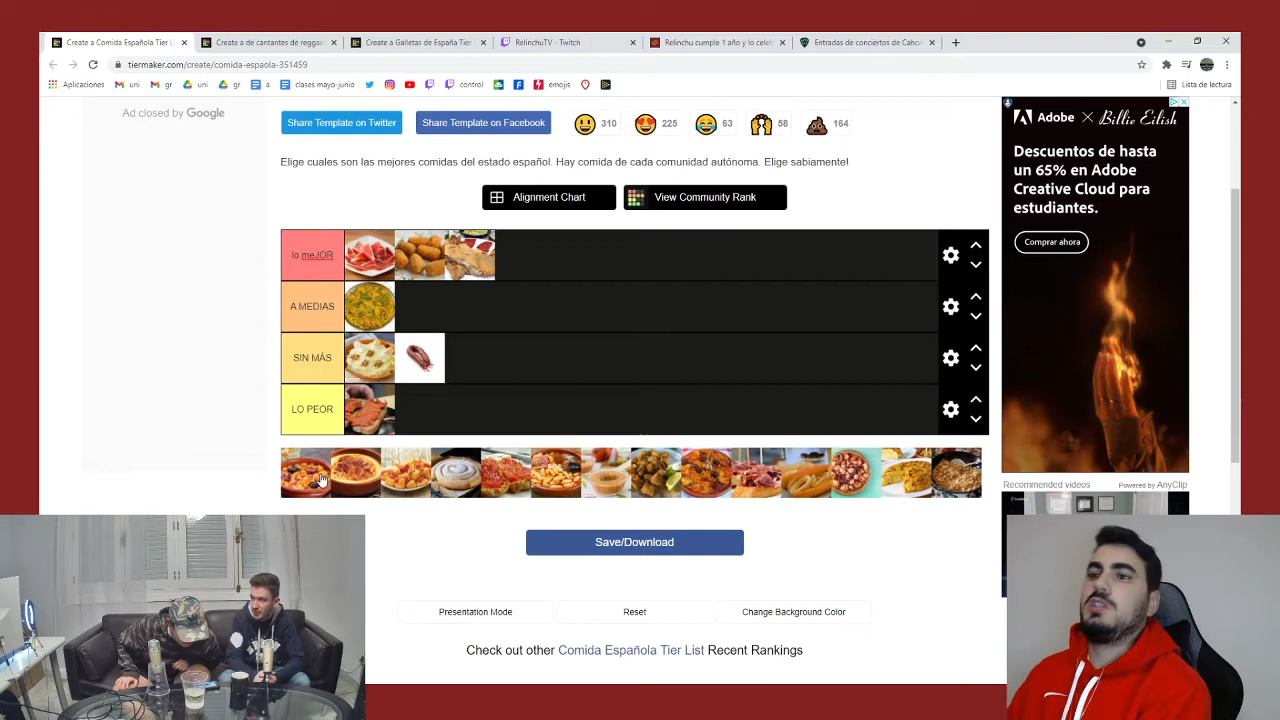 Create a Comida Española Tier L
Create a de cantantes de reggae
Create a Galletas de España Tier
RelinchuTV - Twitch
Relinchu cumple 1 año y lo celeb
Entradas de conciertos de Cahor
tiermaker.com/create/comida-espaola-351459
Aplicaciones
uni
gr
uni
gr
a
clases mayo-junio
control
emojis
Lista de lectura
Ad closed by Google
Share Template on Twitter
Share Template on Facebook
310
225
63
58
164
Elige cuales son las mejores comidas del estado español. Hay comida de cada comunidad autónoma. Elige sabiamente!
Alignment Chart
View Community Rank
lo meJOR
A MEDIAS
SIN MÁS
LO PEOR
Save/Download
Presentation Mode
Reset
Change Background Color
Check out other Comida Española Tier List Recent Rankings
Adobe × Billie Eilish
Descuentos de hasta
un 65% en Adobe
Creative Cloud para
estudiantes.
Comprar ahora
Recommended videos
Powered by AnyClip